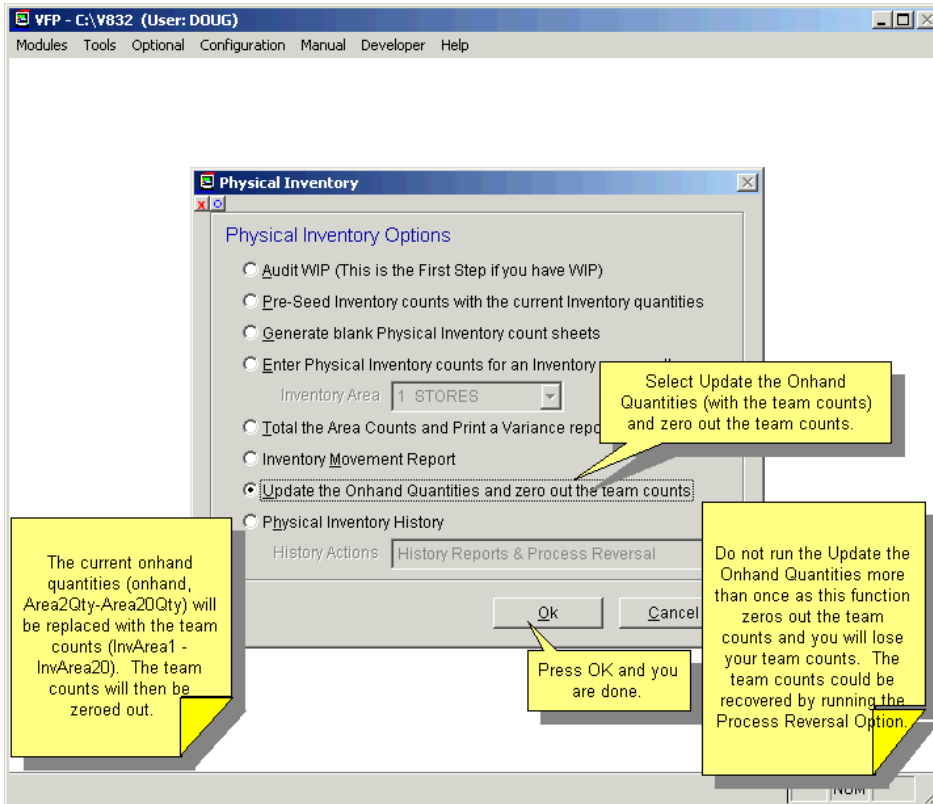 VFP - C:\V832 (User: DOUG)
Modules Tools Optional Configuration Manual Developer Help
Physical Inventory
Physical Inventory Options
Audit WIP (This is the First Step if you have WIP)
Pre-Seed Inventory counts with the current Inventory quantities
Generate blank Physical Inventory count sheets
Enter Physical Inventory counts for an Inventory
Inventory Area 1 STORES
Total the Area Counts and Print a Variance repo
Inventory Movement Report
Update the Onhand Quantities and zero out the team counts
Physical Inventory History
History Actions History Reports & Process Reversal
Ok Cancel
Select Update the Onhand
Quantities (with the team counts)
and zero out the team counts.
The current onhand
quantities (onhand,
Area2Qty-Area20Qty) will
be replaced with the team
counts (InvArea1 -
InvArea20). The team
counts will then be
zeroed out.
Press OK and you
are done.
Do not run the Update the
Onhand Quantities more
than once as this function
zeros out the team
counts and you will lose
your team counts. The
team counts could be
recovered by running the
Process Reversal Option.
NUM